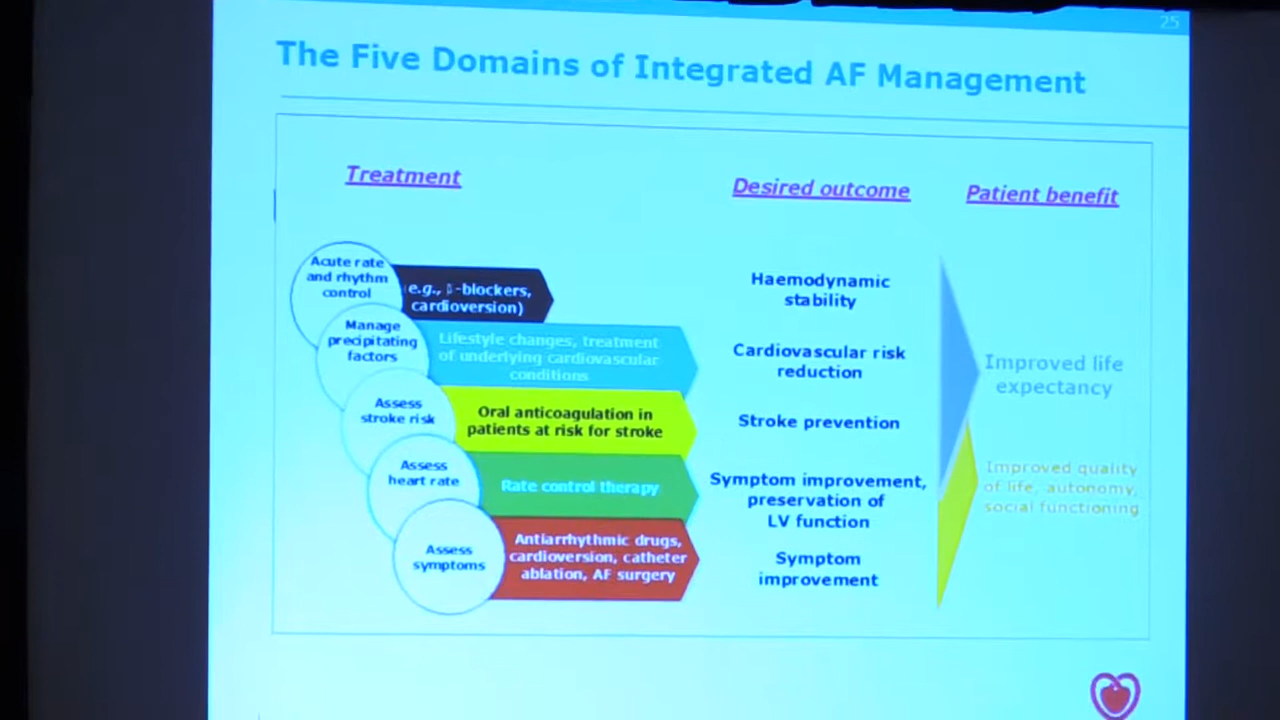 25
The Five Domains of Integrated AF Management
Treatment
Desired outcome
Patient benefit
Acute rate
and rhythm
control
e.g., β-blockers,
cardioversion)
Haemodynamic
stability
Manage
precipitating
factors
Lifestyle changes, treatment
of underlying cardiovascular
conditions
Cardiovascular risk
reduction
Assess
stroke risk
Oral anticoagulation in
patients at risk for stroke
Stroke prevention
Assess
heart rate
Rate control therapy
Symptom improvement,
preservation of
LV function
Assess
symptoms
Antiarrhythmic drugs,
cardioversion, catheter
ablation, AF surgery
Symptom
improvement
Improved life
expectancy
Improved quality
of life, autonomy,
social functioning